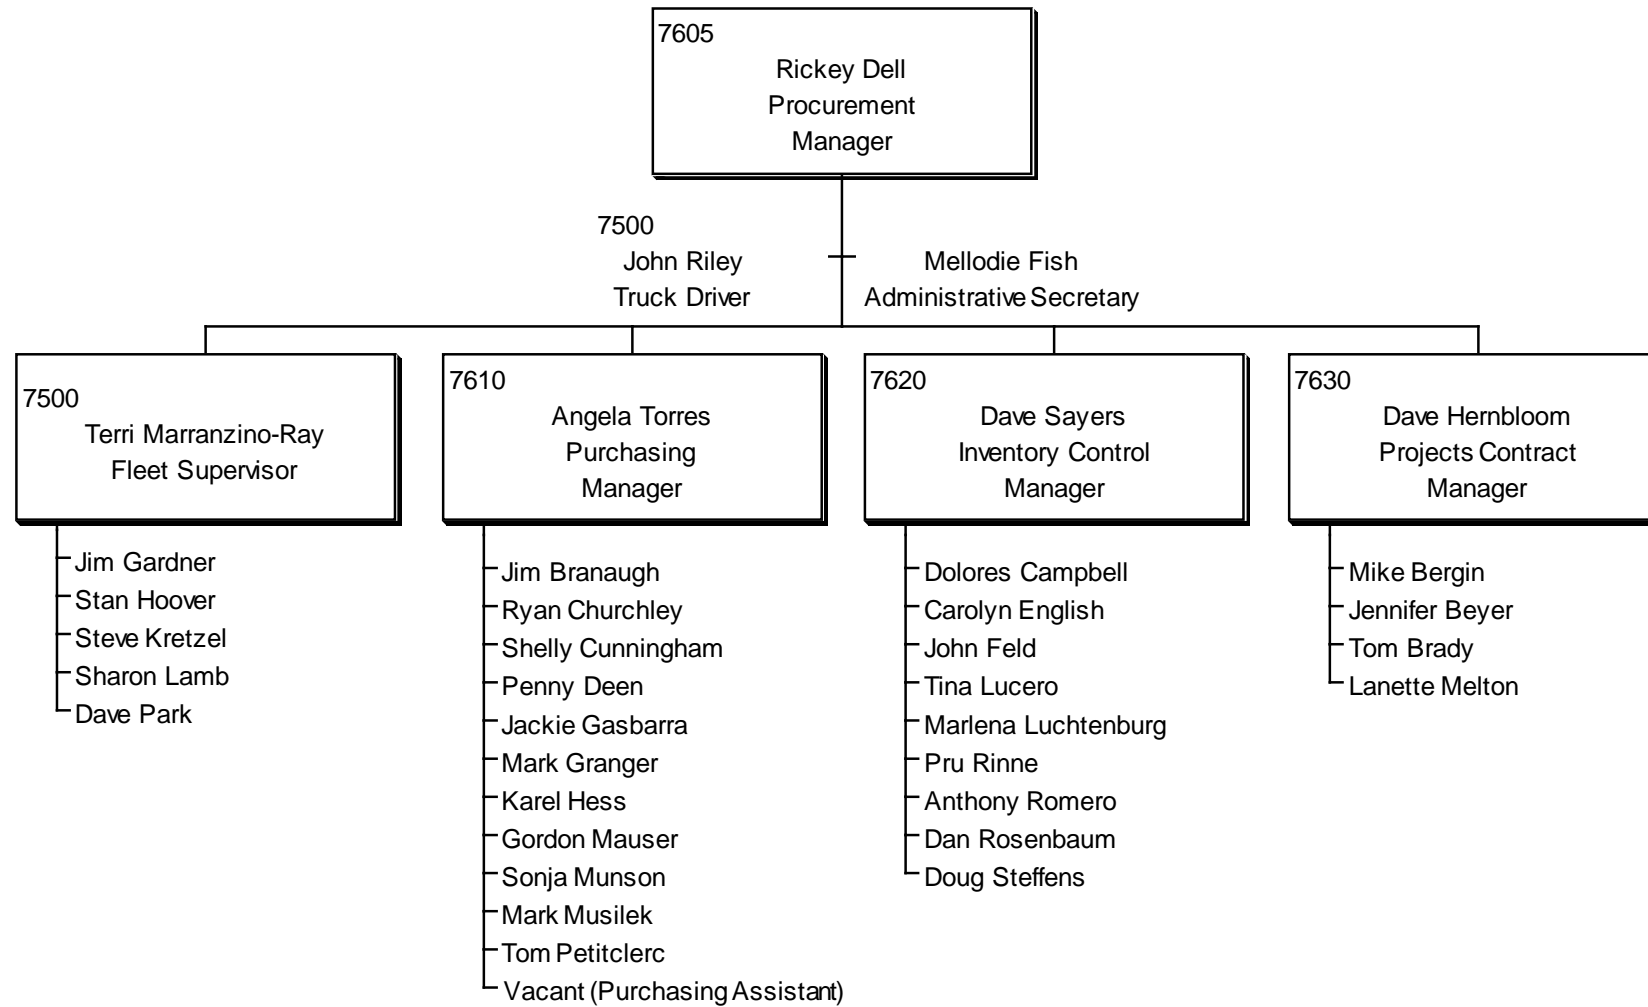 7605
Rickey Dell
Procurement
Manager
7500
John Riley
Truck Driver
Mellodie Fish
Administrative Secretary
7500
Terri Marranzino-Ray
Fleet Supervisor
Jim Gardner
Stan Hoover
Steve Kretzel
Sharon Lamb
Dave Park
7610
Angela Torres
Purchasing
Manager
Jim Branaugh
Ryan Churchley
Shelly Cunningham
Penny Deen
Jackie Gasbarra
Mark Granger
Karel Hess
Gordon Mauser
Sonja Munson
Mark Musilek
Tom Petitclerc
Vacant (Purchasing Assistant)
7620
Dave Sayers
Inventory Control
Manager
Dolores Campbell
Carolyn English
John Feld
Tina Lucero
Marlena Luchtenburg
Pru Rinne
Anthony Romero
Dan Rosenbaum
Doug Steffens
7630
Dave Hernbloom
Projects Contract
Manager
Mike Bergin
Jennifer Beyer
Tom Brady
Lanette Melton